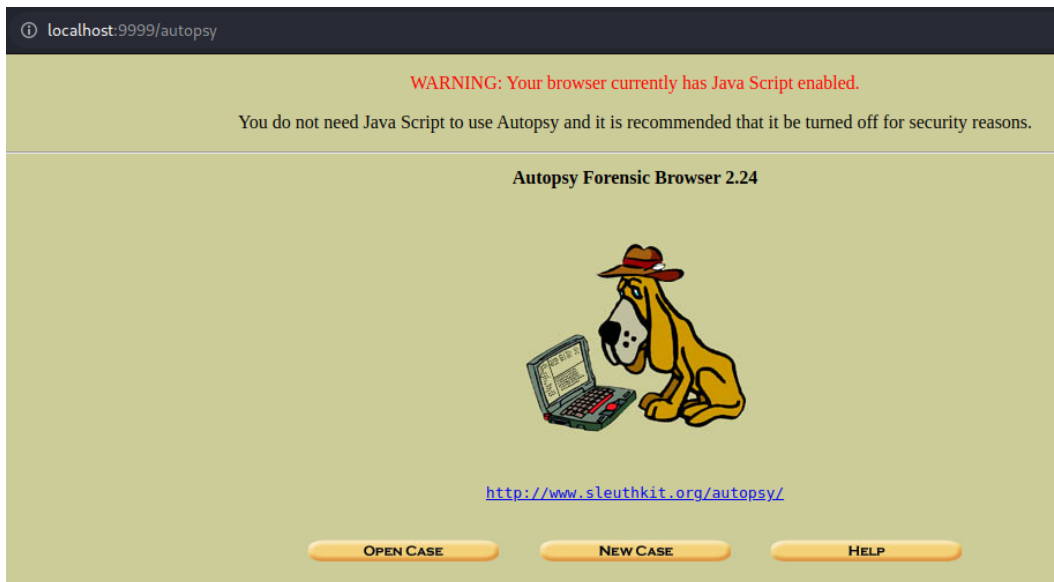 localhost:9999/autopsy
WARNING: Your browser currently has Java Script enabled.
You do not need Java Script to use Autopsy and it is recommended that it be turned off for security reasons.
Autopsy Forensic Browser 2.24
http://www.sleuthkit.org/autopsy/
OPEN CASE NEW CASE HELP